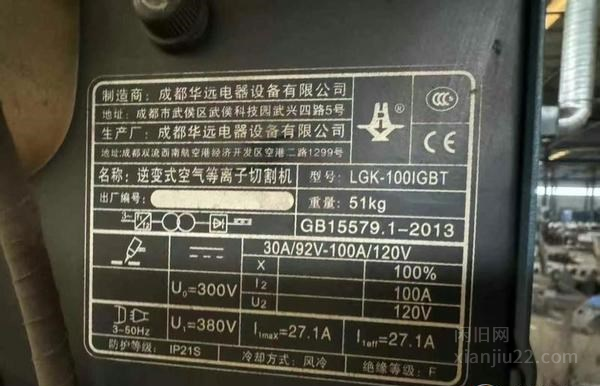 制造商: 成都华远电器设备有限公司
地址: 成都市武侯区武侯科技园武兴四路5号
生产厂: 成都华远电器设备有限公司
地址:成都双流西南航空港经济开发区空港二路1299号
CCC
CE
名称: 逆变式空气等离子切割机
型号: LGK-100IGBT
出厂编号:
重量: 51kg
3~ f1 f2
GB15579.1-2013
30A/92V-100A/120V
X 100%
U₀=300V
I2 100A
U2 120V
3~50Hz
U₁=380V
I1max=27.1A
I1eff=27.1A
防护等级: IP21S
冷却方式: 风冷
绝缘等级: F
闲旧网
xianjiu22.com